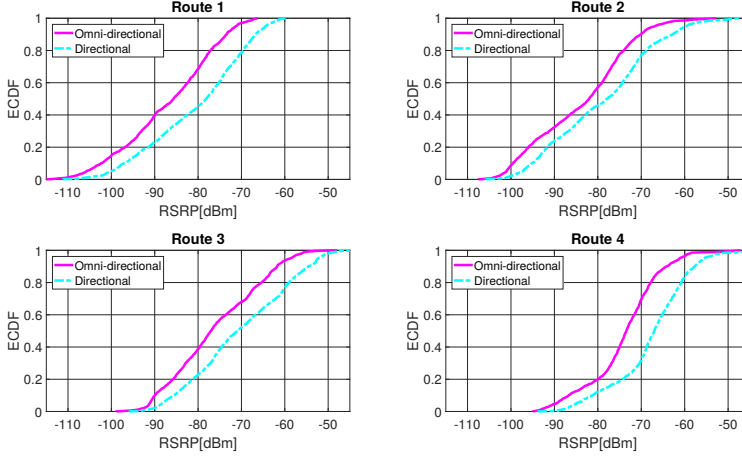 Route 1
Omni-directional
Directional
ECDF
1
0.8
0.6
0.4
0.2
0
-110 -100 -90 -80 -70 -60 -50
RSRP[dBm]
Route 2
Omni-directional
Directional
ECDF
1
0.8
0.6
0.4
0.2
0
-110 -100 -90 -80 -70 -60 -50
RSRP[dBm]
Route 3
Omni-directional
Directional
ECDF
1
0.8
0.6
0.4
0.2
0
-110 -100 -90 -80 -70 -60 -50
RSRP[dBm]
Route 4
Omni-directional
Directional
ECDF
1
0.8
0.6
0.4
0.2
0
-110 -100 -90 -80 -70 -60 -50
RSRP[dBm]